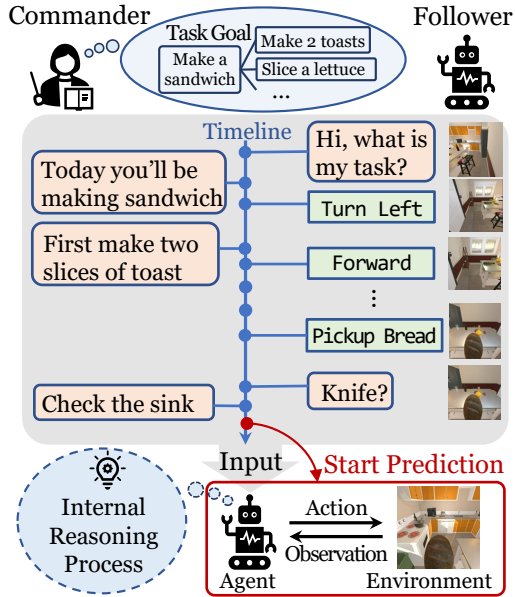 Commander
Follower
Task Goal
Make a
sandwich
Make 2 toasts
Slice a lettuce
...
Timeline
Hi, what is
my task?
Today you'll be
making sandwich
Turn Left
First make two
slices of toast
Forward
...
Pickup Bread
Knife?
Check the sink
Input
Start Prediction
Internal
Reasoning
Process
Action
Observation
Agent
Environment